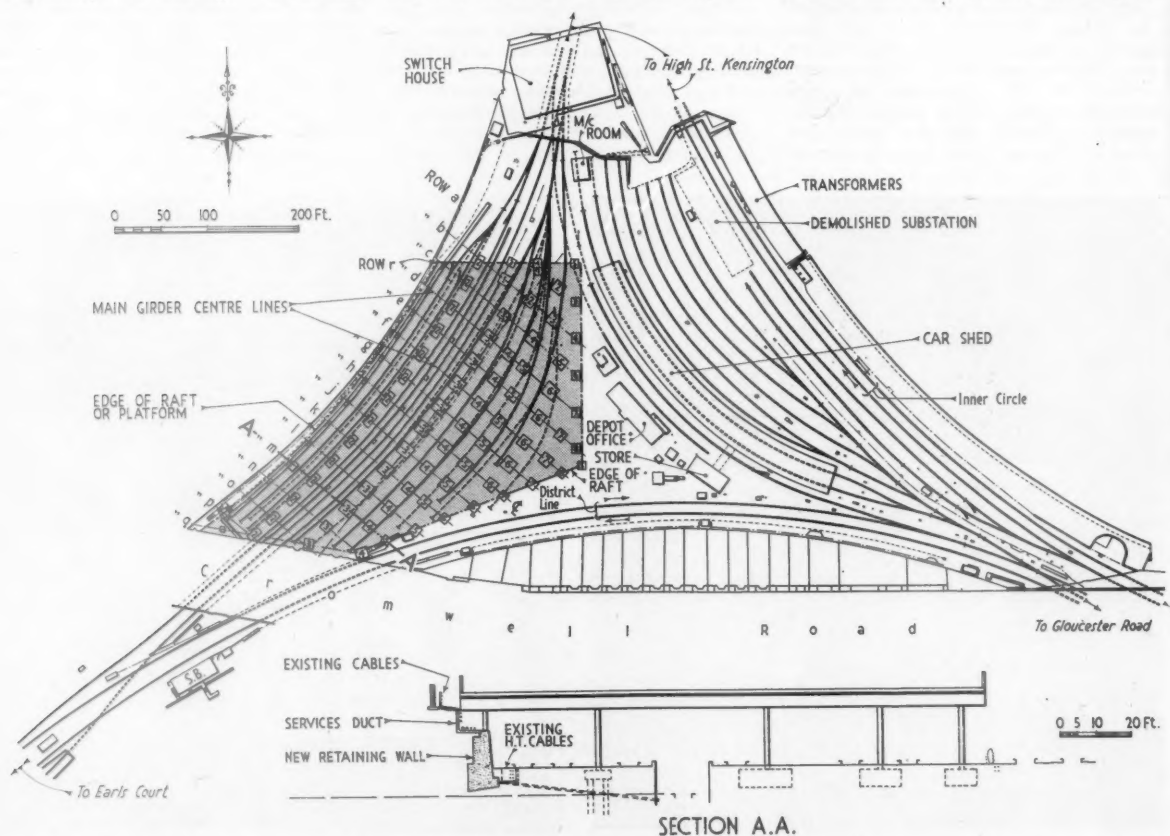 SWITCH
HOUSE
To High St. Kensington
M/C
ROOM
TRANSFORMERS
DEMOLISHED SUBSTATION
0 50 100 200 Ft.
ROW a
b
c
d
e
f
ROW r
MAIN GIRDER CENTRE LINES
CAR SHED
EDGE OF RAFT
OR PLATFORM
A
Inner Circle
DEPOT
OFFICE
STORE
EDGE OF
RAFT
District
Line
A
Cromwell Road
To Gloucester Road
S.B.
To Earls Court
EXISTING CABLES
SERVICES DUCT
EXISTING
H.T. CABLES
NEW RETAINING WALL
0 5 10 20 Ft.
SECTION A.A.